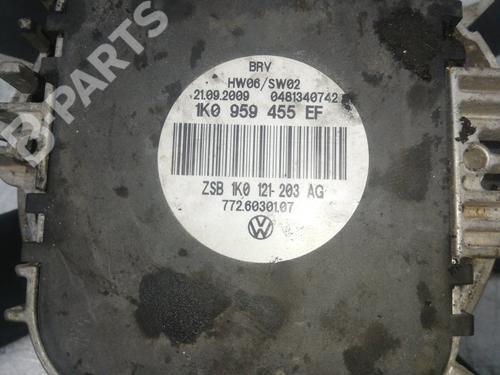 BRV
HW06/SW02
21.09.2009 0481340742
1K0 959 455 EF
ZSB 1K0 121-203 AG
772.6030107
VW
B-PARTS